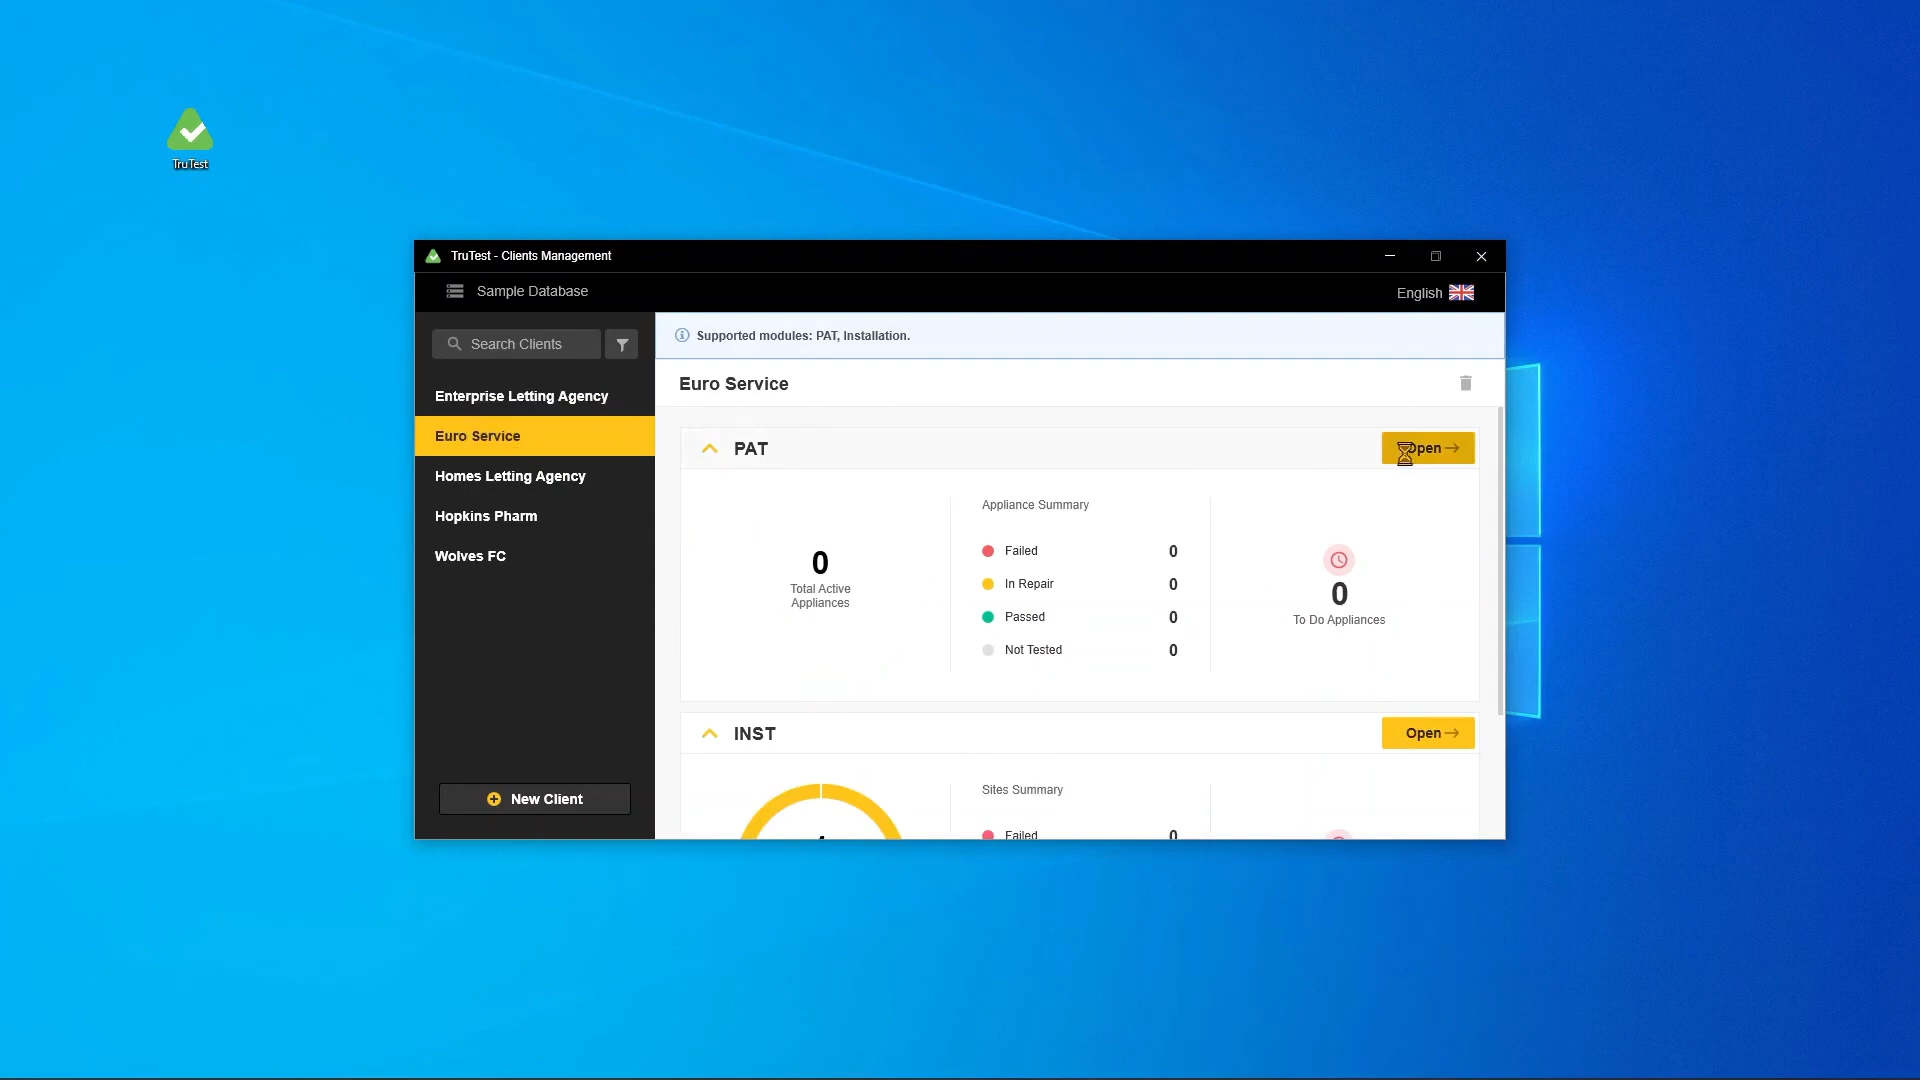 TruTest
TruTest - Clients Management
Sample Database
English
Search Clients
Supported modules: PAT, Installation.
Enterprise Letting Agency
Euro Service
Homes Letting Agency
Hopkins Pharm
Wolves FC
New Client
Euro Service
PAT
Open
0
Total Active
Appliances
Appliance Summary
Failed 0
In Repair 0
Passed 0
Not Tested 0
0
To Do Appliances
INST
Open
Sites Summary
Failed 0